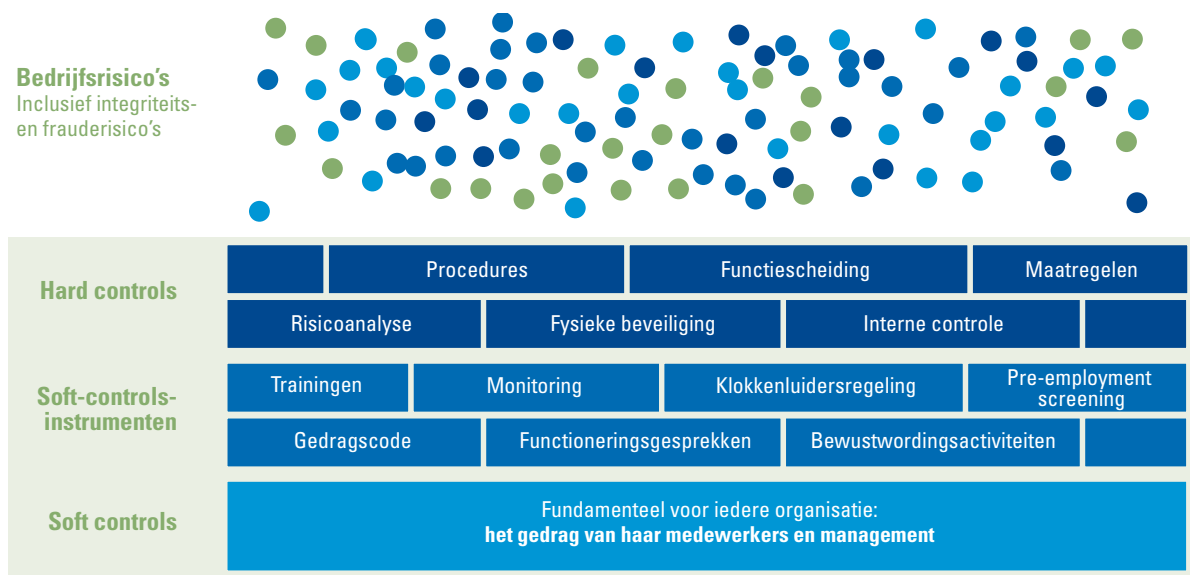 Bedrijfsrisico’s
Inclusief integriteits-
en frauderisico’s
Hard controls
Procedures
Functiescheiding
Maatregelen
Risicoanalyse
Fysieke beveiliging
Interne controle
Soft-controls-
instrumenten
Trainingen
Monitoring
Klokkenluidersregeling
Pre-employment
screening
Gedragscode
Functioneringsgesprekken
Bewustwordingsactiviteiten
Soft controls
Fundamenteel voor iedere organisatie:
het gedrag van haar medewerkers en management